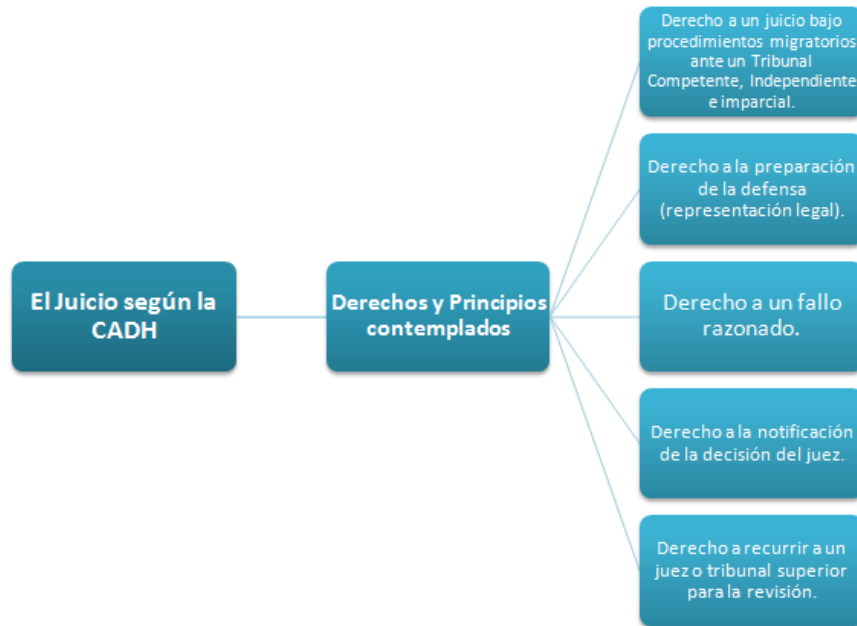 El Juicio según la
CADH
Derechos y Principios
contemplados
Derecho a un juicio bajo
procedimientos migratorios
ante un Tribunal
Competente, Independiente
e imparcial.
Derecho a la preparación
de la defensa
(representación legal).
Derecho a un fallo
razonado.
Derecho a la notificación
de la decisión del juez.
Derecho a recurrir a un
juez o tribunal superior
para la revisión.